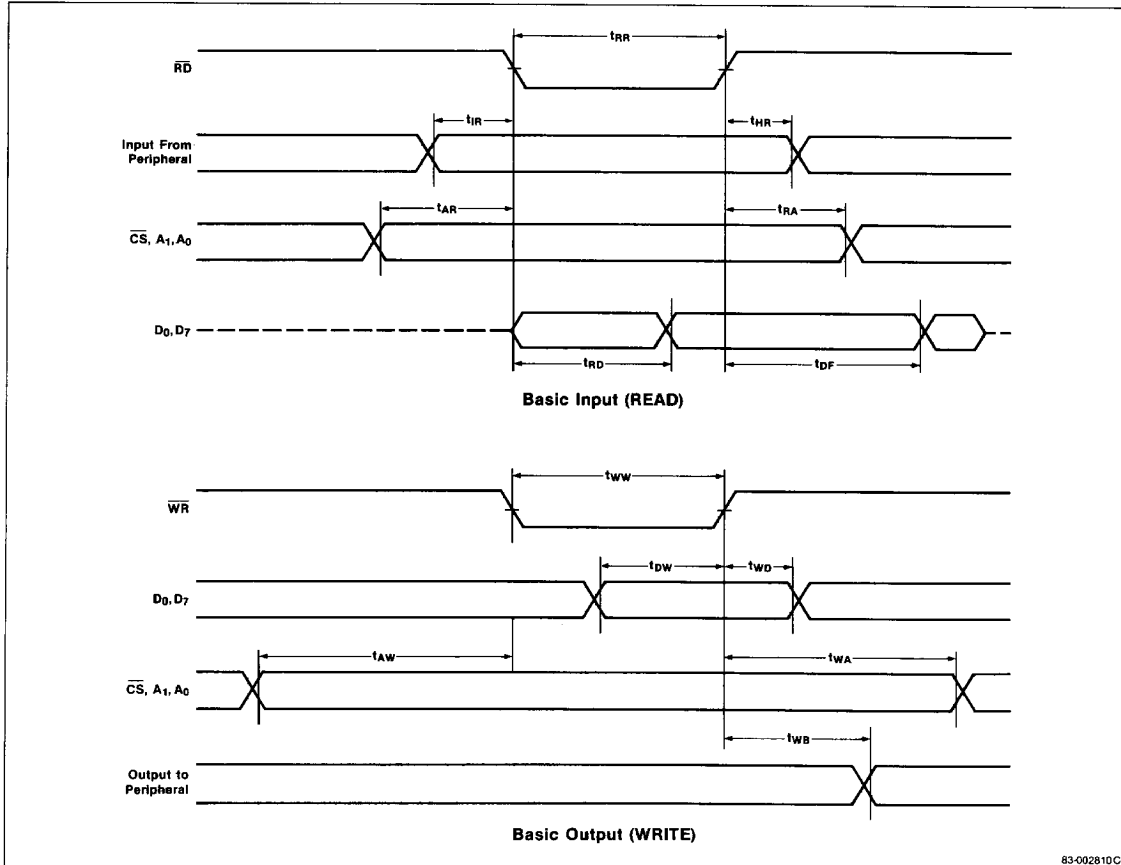 tRR
RD
tIR
tHR
Input From
Peripheral
tAR
tRA
CS, A1, A0
D0, D7
tRD
tDF
Basic Input (READ)
tWW
WR
tDW
tWD
D0, D7
tAW
tWA
CS, A1, A0
tWB
Output to
Peripheral
Basic Output (WRITE)
83-002810C